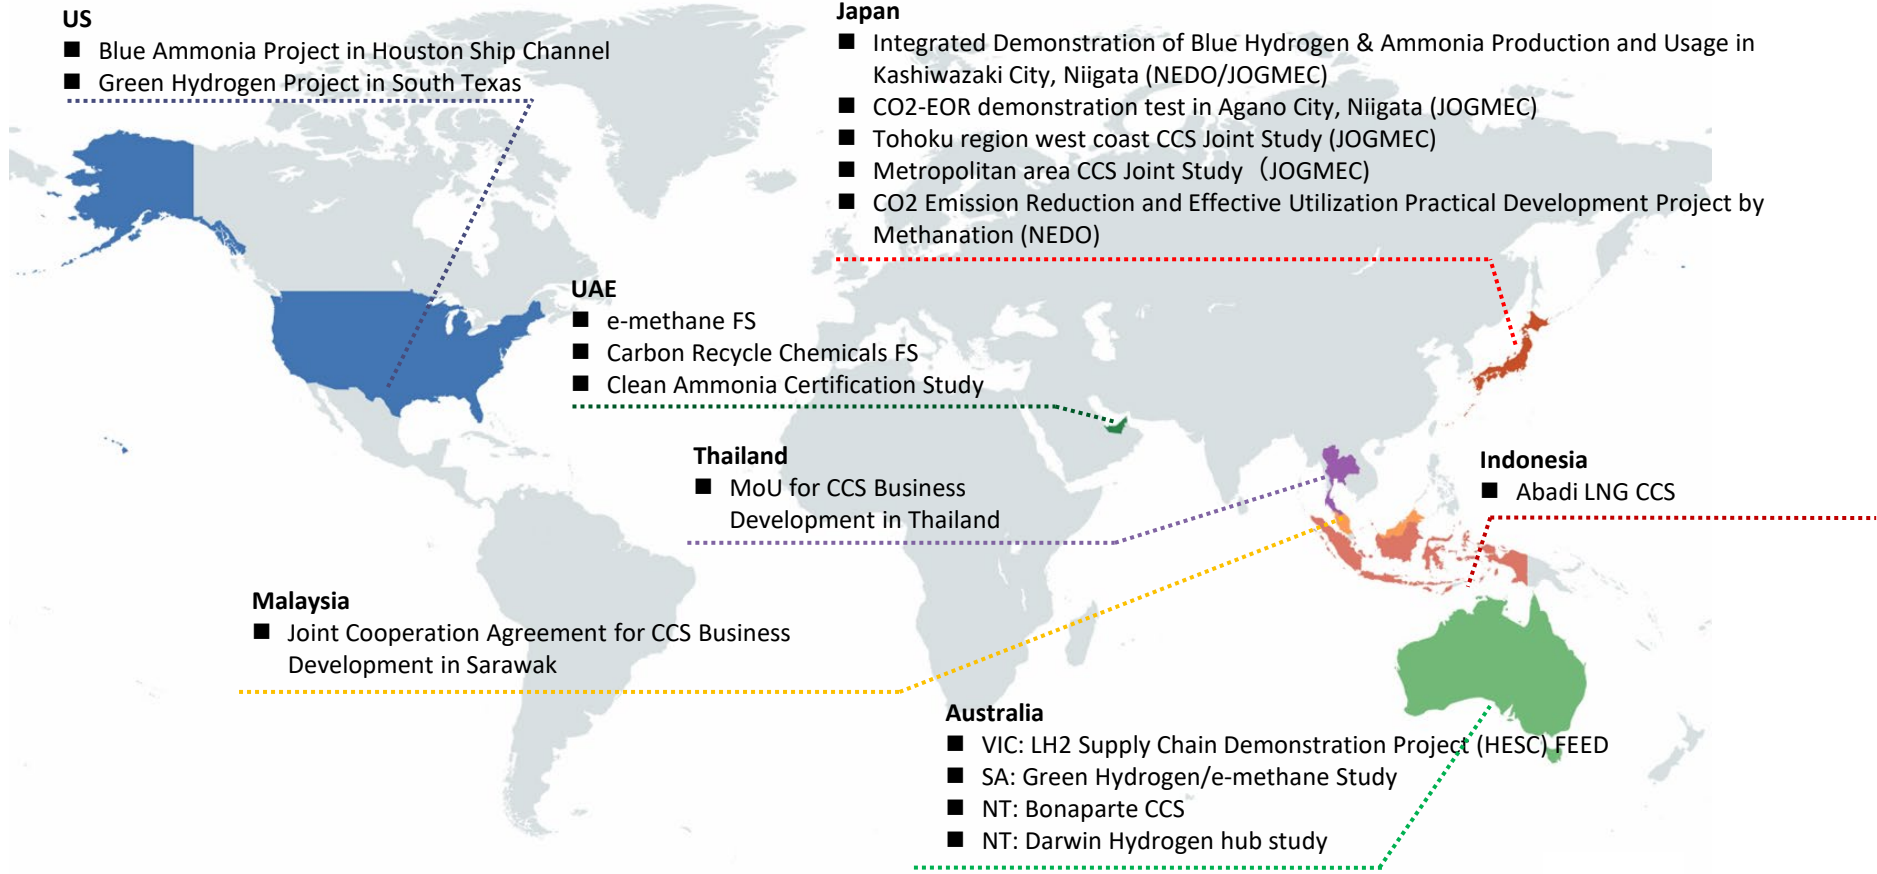 US
■ Blue Ammonia Project in Houston Ship Channel
■ Green Hydrogen Project in South Texas
Japan
■ Integrated Demonstration of Blue Hydrogen & Ammonia Production and Usage in
Kashiwazaki City, Niigata (NEDO/JOGMEC)
■ CO2-EOR demonstration test in Agano City, Niigata (JOGMEC)
■ Tohoku region west coast CCS Joint Study (JOGMEC)
■ Metropolitan area CCS Joint Study（JOGMEC)
■ CO2 Emission Reduction and Effective Utilization Practical Development Project by
Methanation (NEDO)
UAE
■ e-methane FS
■ Carbon Recycle Chemicals FS
■ Clean Ammonia Certification Study
Thailand
■ MoU for CCS Business
Development in Thailand
Indonesia
■ Abadi LNG CCS
Malaysia
■ Joint Cooperation Agreement for CCS Business
Development in Sarawak
Australia
■ VIC: LH2 Supply Chain Demonstration Project (HESC) FEED
■ SA: Green Hydrogen/e-methane Study
■ NT: Bonaparte CCS
■ NT: Darwin Hydrogen hub study